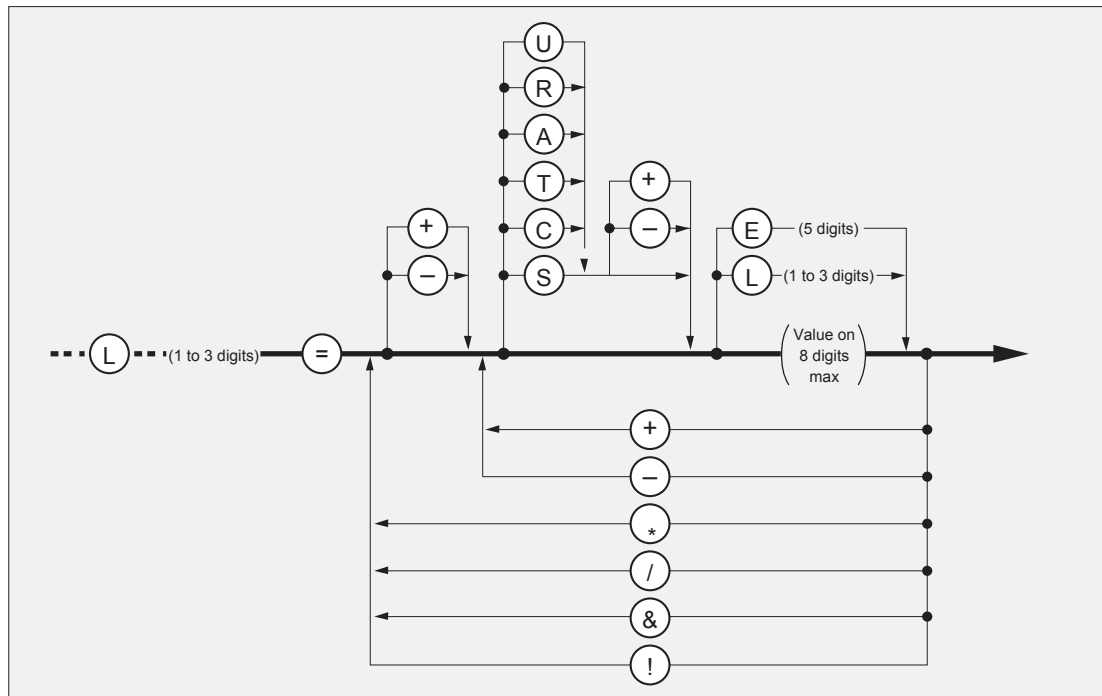 U
R
A
T
C
S
+
–
+
–
E (5 digits)
L (1 to 3 digits)
L (1 to 3 digits) =
Value on
8 digits
max
+
–
*
/
&
!